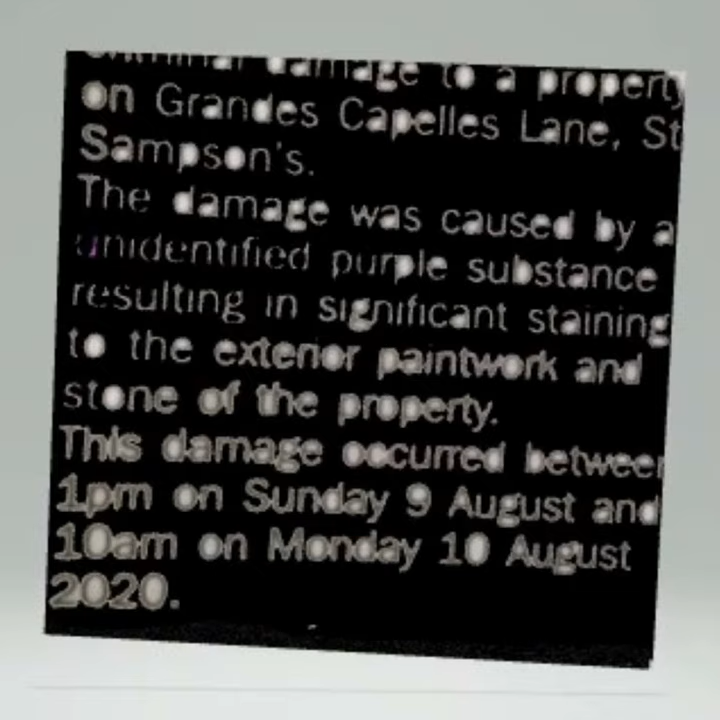 criminal damage to a property
on Grandes Capelles Lane, St
Sampson's.
The damage was caused by a
unidentified purple substance
resulting in significant staining
to the exterior paintwork and
stone of the property.
This damage occurred between
1pm on Sunday 9 August and
10am on Monday 10 August
2020.